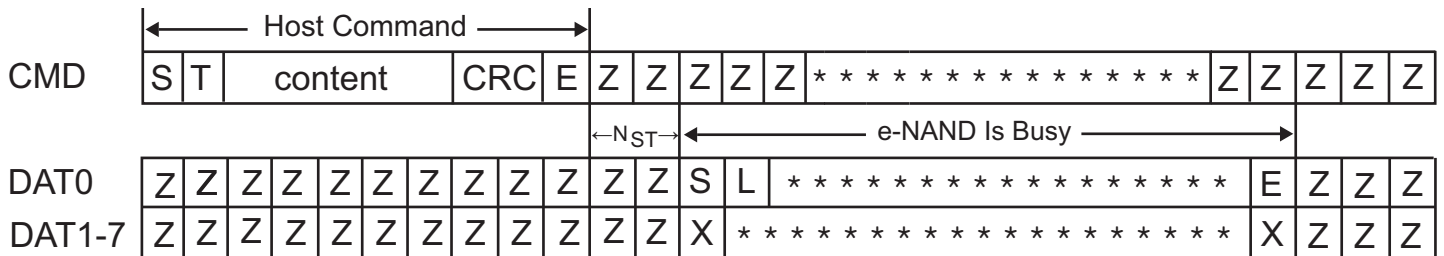 Host Command
CMD S T content CRC E Z Z Z Z Z * * * * * * * * * * * * * * * Z Z Z Z Z
←NST→ e-NAND Is Busy
DAT0 Z Z Z Z Z Z Z Z Z Z Z Z S L * * * * * * * * * * * * * * * * * E Z Z Z
DAT1-7 Z Z Z Z Z Z Z Z Z Z Z Z X * * * * * * * * * * * * * * * * * * * X Z Z Z